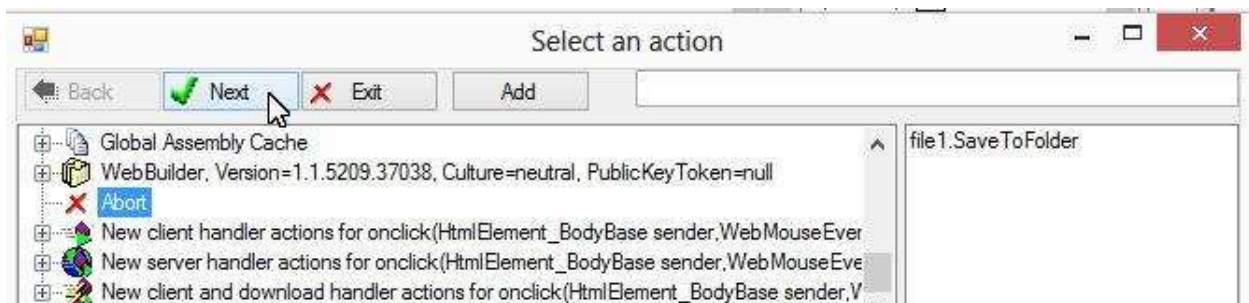 Select an action
Back Next Exit Add
Global Assembly Cache
file1.SaveToFolder
WebBuilder, Version=1.1.5209.37038, Culture=neutral, PublicKeyToken=null
Abort
New client handler actions for onclick(HtmlElement_BodyBase sender,WebMouseEver
New server handler actions for onclick(HtmlElement_BodyBase sender,WebMouseEve
New client and download handler actions for onclick(HtmlElement_BodyBase sender,V